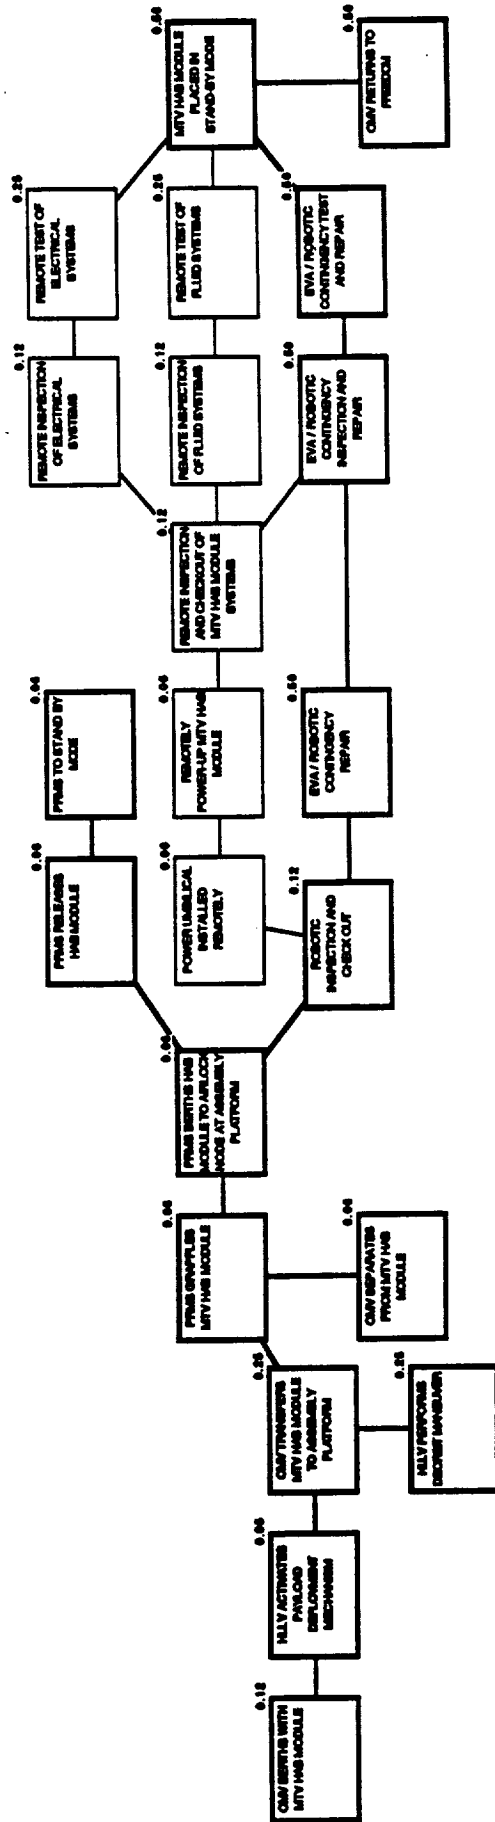 0.12
OMV BERTHS WITH
MTV HAB MODULE
0.06
HLLV ACTIVATES
PAYLOAD
DEPLOYMENT
MECHANISM
0.25
OMV TRANSFERS
MTV HAB MODULE
TO ASSEMBLY
PLATFORM
0.25
HLLV PERFORMS
DEORBIT MANEUVER
0.06
PRMS GRAPPLES
MTV HAB MODULE
0.06
OMV SEPARATES
FROM MTV HAB
MODULE
0.06
PRMS BERTHS HAB
MODULE TO AIRLOCK
NODE AT ASSEMBLY
PLATFORM
0.06
PRMS RELEASES
HAB MODULE
0.06
PRMS TO STAND BY
MODE
0.06
POWER UMBILICAL
INSTALLED
REMOTELY
0.06
REMOTELY
POWER-UP MTV HAB
MODULE
0.12
ROBOTIC
INSPECTION AND
CHECK OUT
0.50
EVA / ROBOTIC
CONTINGENCY
REPAIR
0.12
REMOTE INSPECTION
AND CHECKOUT OF
MTV HAB MODULE
SYSTEMS
0.12
REMOTE INSPECTION
OF ELECTRICAL
SYSTEMS
0.25
REMOTE TEST OF
ELECTRICAL
SYSTEMS
0.12
REMOTE INSPECTION
OF FLUID SYSTEMS
0.25
REMOTE TEST OF
FLUID SYSTEMS
0.50
EVA / ROBOTIC
CONTINGENCY
INSPECTION AND
REPAIR
0.50
EVA / ROBOTIC
CONTINGENCY TEST
AND REPAIR
0.50
MTV HAB MODULE
PLACED IN
STAND-BY MODE
0.50
OMV RETURNS TO
FREEDOM